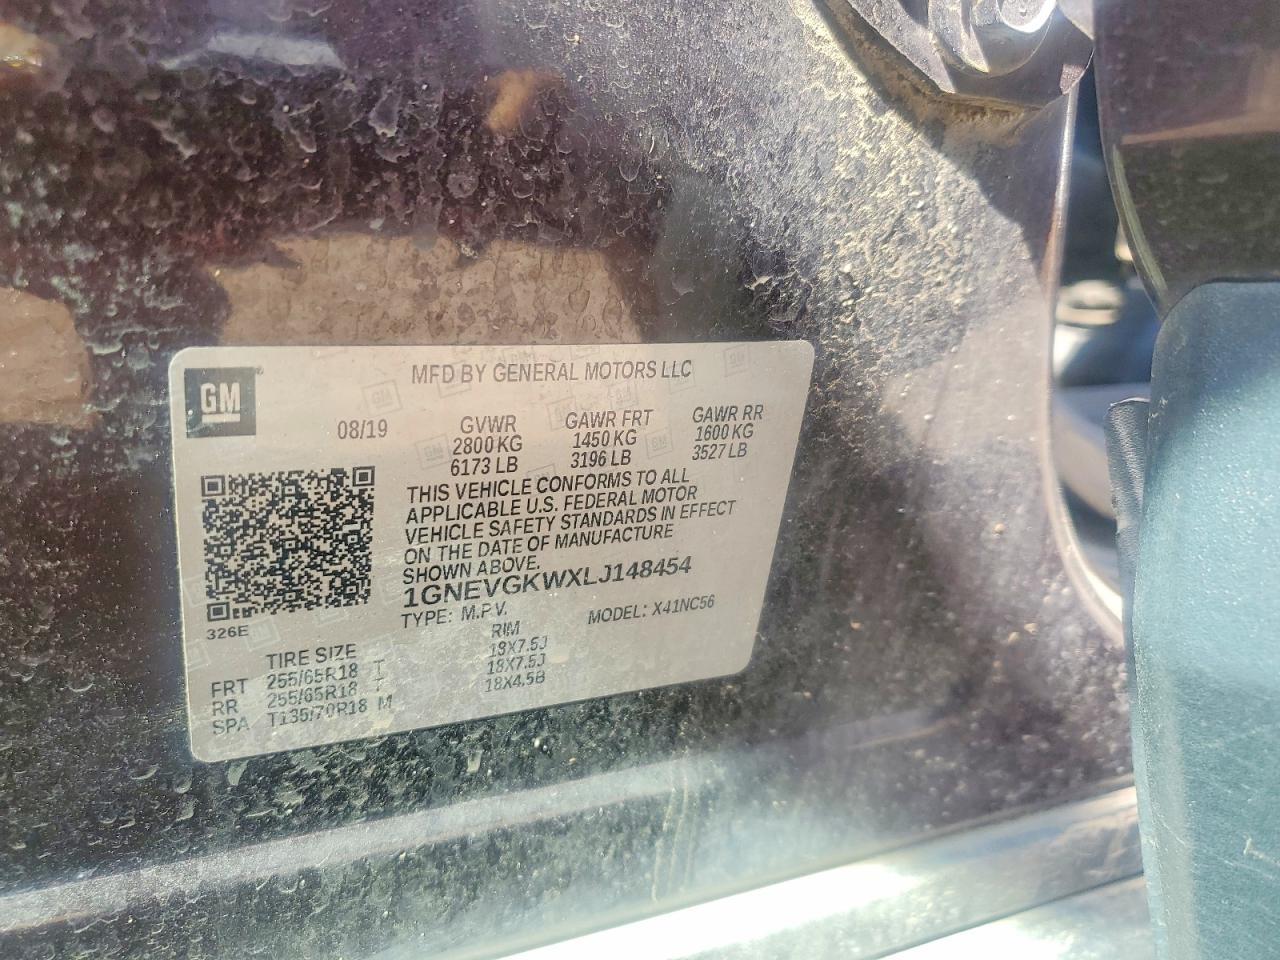 MFD BY GENERAL MOTORS LLC
GM
08/19
GVWR
2800 KG
6173 LB
GAWR FRT
1450 KG
3196 LB
GAWR RR
1600 KG
3527 LB
THIS VEHICLE CONFORMS TO ALL
APPLICABLE U.S. FEDERAL MOTOR
VEHICLE SAFETY STANDARDS IN EFFECT
ON THE DATE OF MANUFACTURE
SHOWN ABOVE.
1GNEVGKWXLJ148454
TYPE: M.P.V. MODEL: X41NC56
326E
TIRE SIZE RIM
FRT 255/65R18 T 18X7.5J
RR 255/65R18 T 18X7.5J
SPA T135/70R18 M 18X4.5B